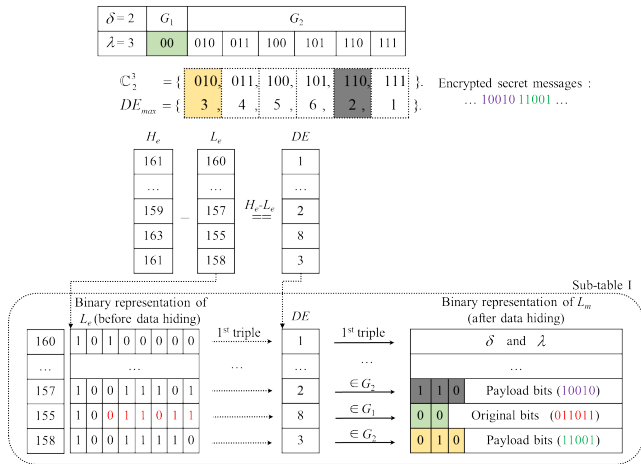 δ = 2 G₁ G₂
λ = 3 00 010 011 100 101 110 111
ℂ₂³ = { 010, 011, 100, 101, 110, 111 }.
DEmax = { 3 , 4 , 5 , 6 , 2 , 1 }.
Encrypted secret messages :
… 10010 11001 …
Hₑ Lₑ DE
161 160 1
… … …
159 – 157 Hₑ-Lₑ == 2
163 155 8
161 158 3
Sub-table I
Binary representation of
Lₑ (before data hiding)
DE
Binary representation of Lₘ
(after data hiding)
160 1 0 1 0 0 0 0 0 1st triple 1 1st triple δ and λ
… … … … … …
157 1 0 0 1 1 1 0 1 2 ∈ G₂ 1 1 0 Payload bits (10010)
155 1 0 0 1 1 0 1 1 8 ∈ G₁ 0 0 Original bits (011011)
158 1 0 0 1 1 1 1 0 3 ∈ G₂ 0 1 0 Payload bits (11001)